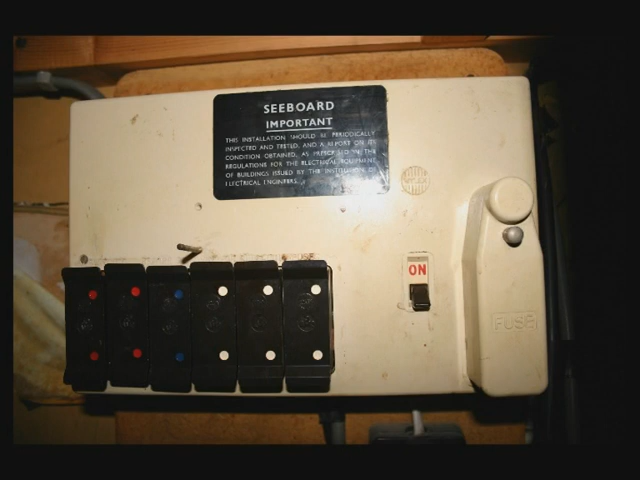 SEEBOARD
IMPORTANT
THIS INSTALLATION SHOULD BE PERIODICALLY
INSPECTED AND TESTED, AND A REPORT ON ITS
CONDITION OBTAINED, AS PRESCRIBED IN THE
REGULATIONS FOR THE ELECTRICAL EQUIPMENT
OF BUILDINGS ISSUED BY THE INSTITUTION OF
ELECTRICAL ENGINEERS.
ON
FUSE